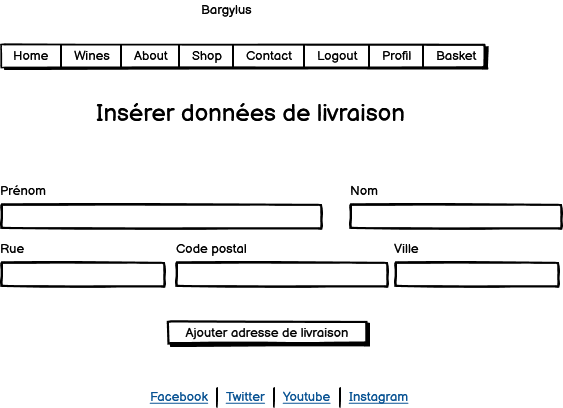 Bargylus
Home Wines About Shop Contact Logout Profil Basket
Insérer données de livraison
Prénom Nom
Rue Code postal Ville
Ajouter adresse de livraison
Facebook Twitter Youtube Instagram